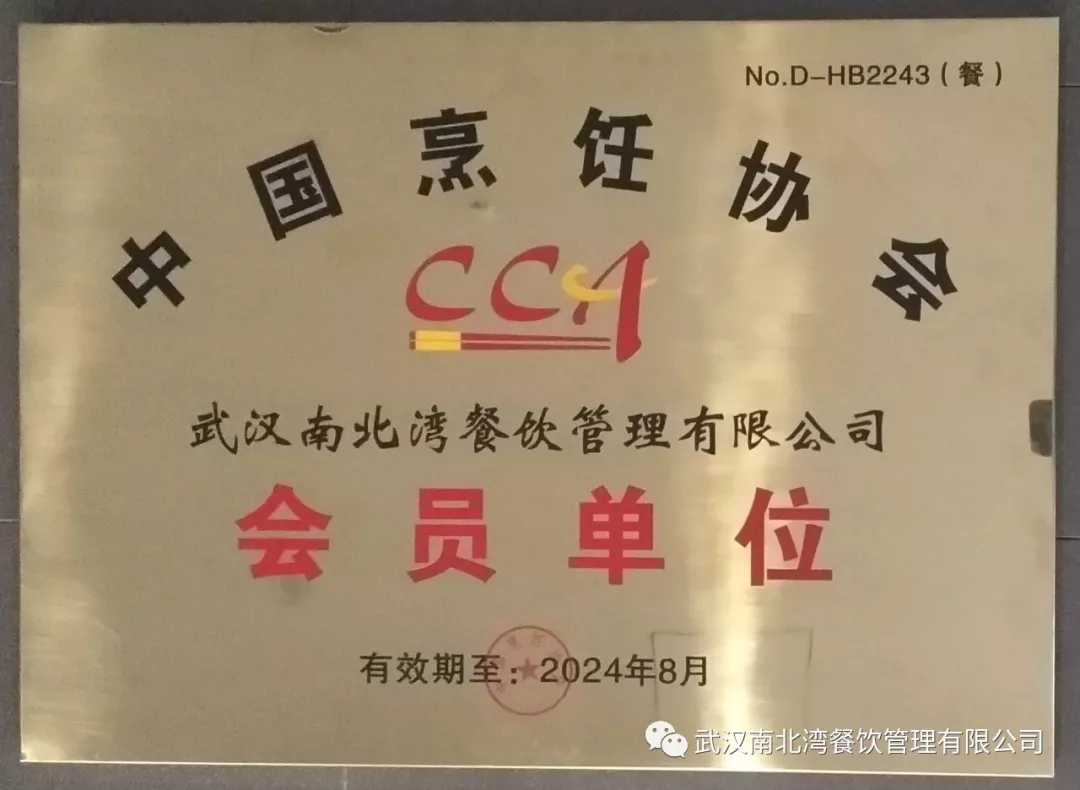 No.D-HB2243(餐)
中国烹饪协会
CCA
武汉南北湾餐饮管理有限公司
会员单位
有效期至:2024年8月
武汉南北湾餐饮管理有限公司